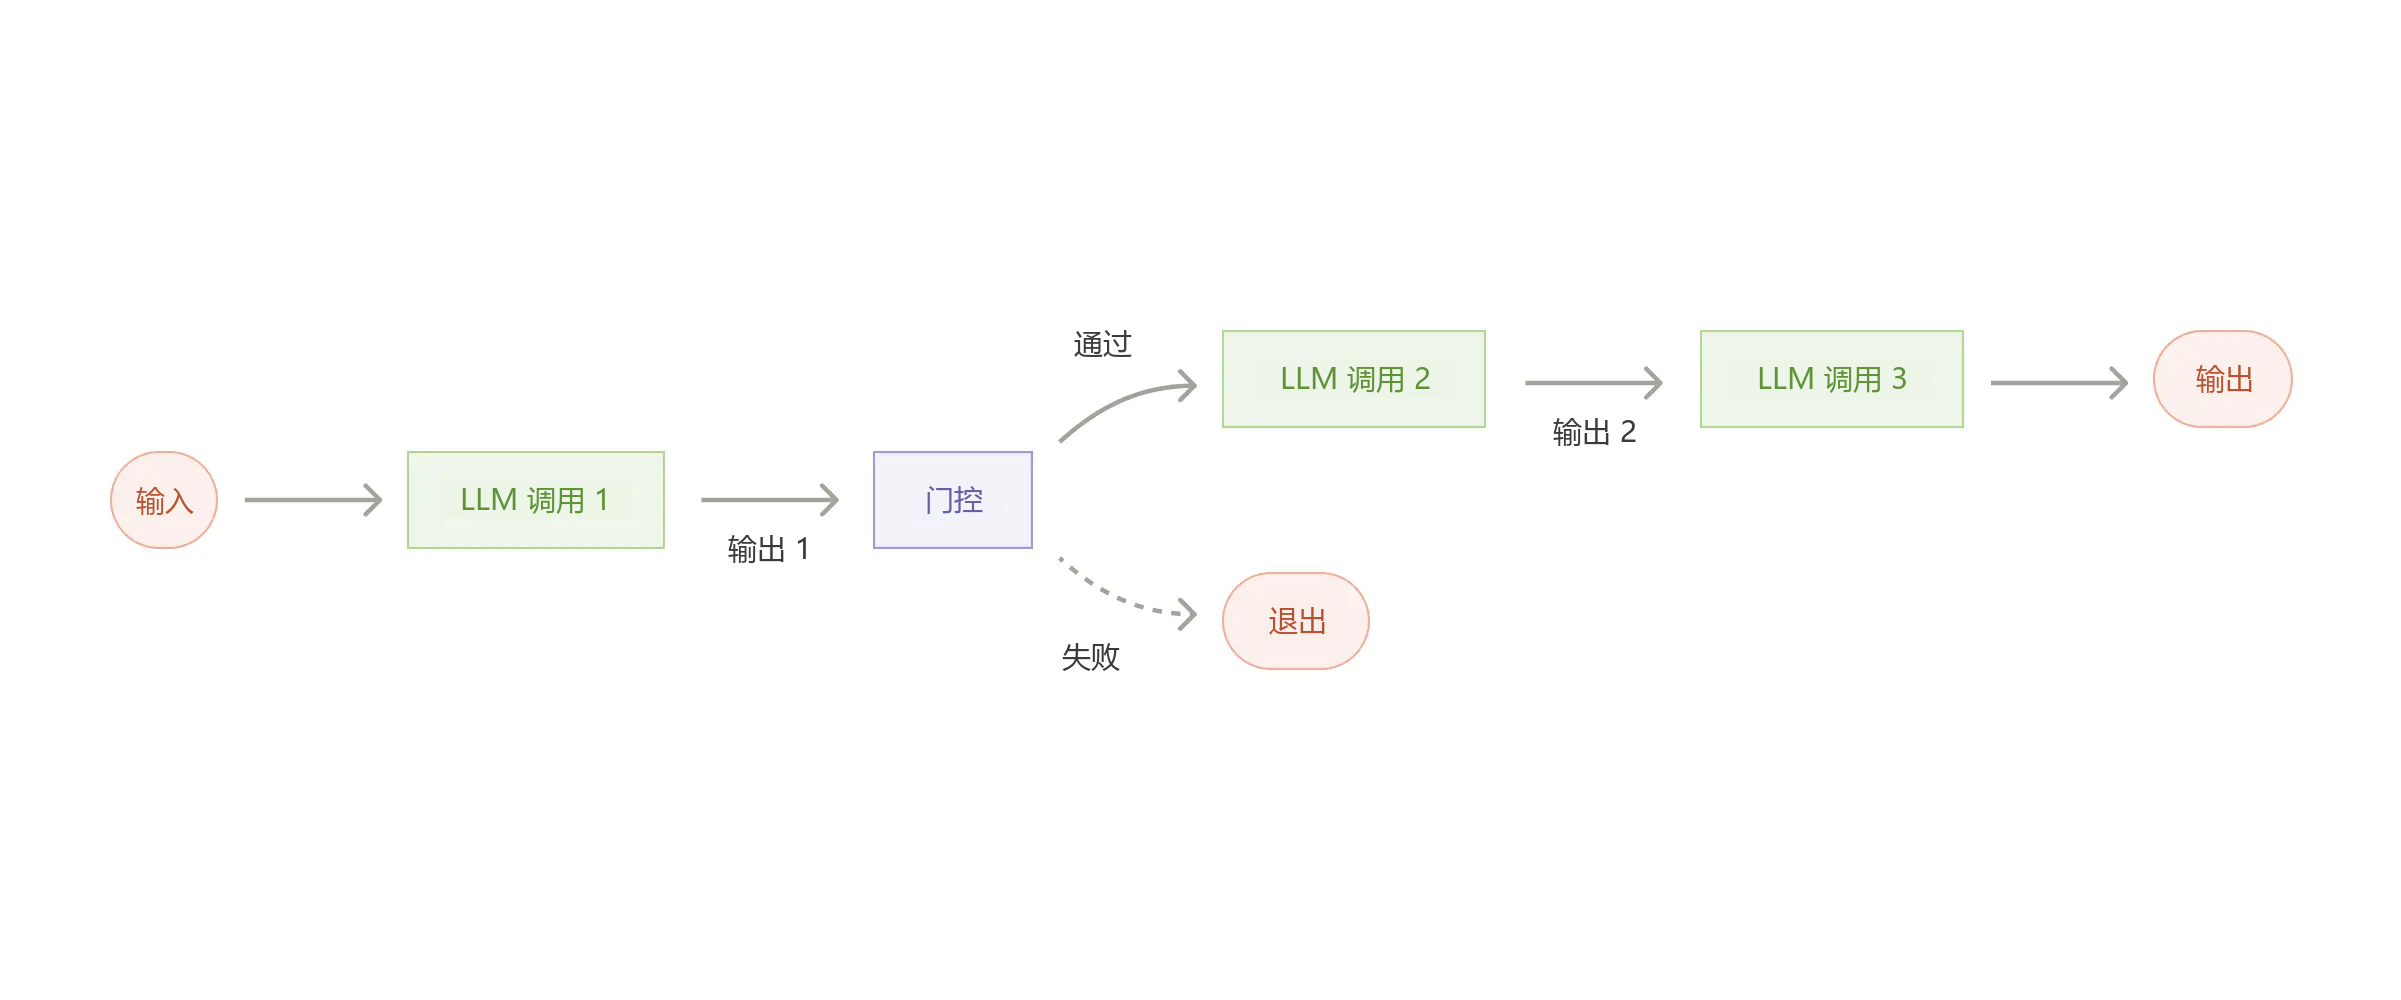 输入
LLM 调用 1
输出 1
门控
通过
失败
LLM 调用 2
输出 2
LLM 调用 3
输出
退出